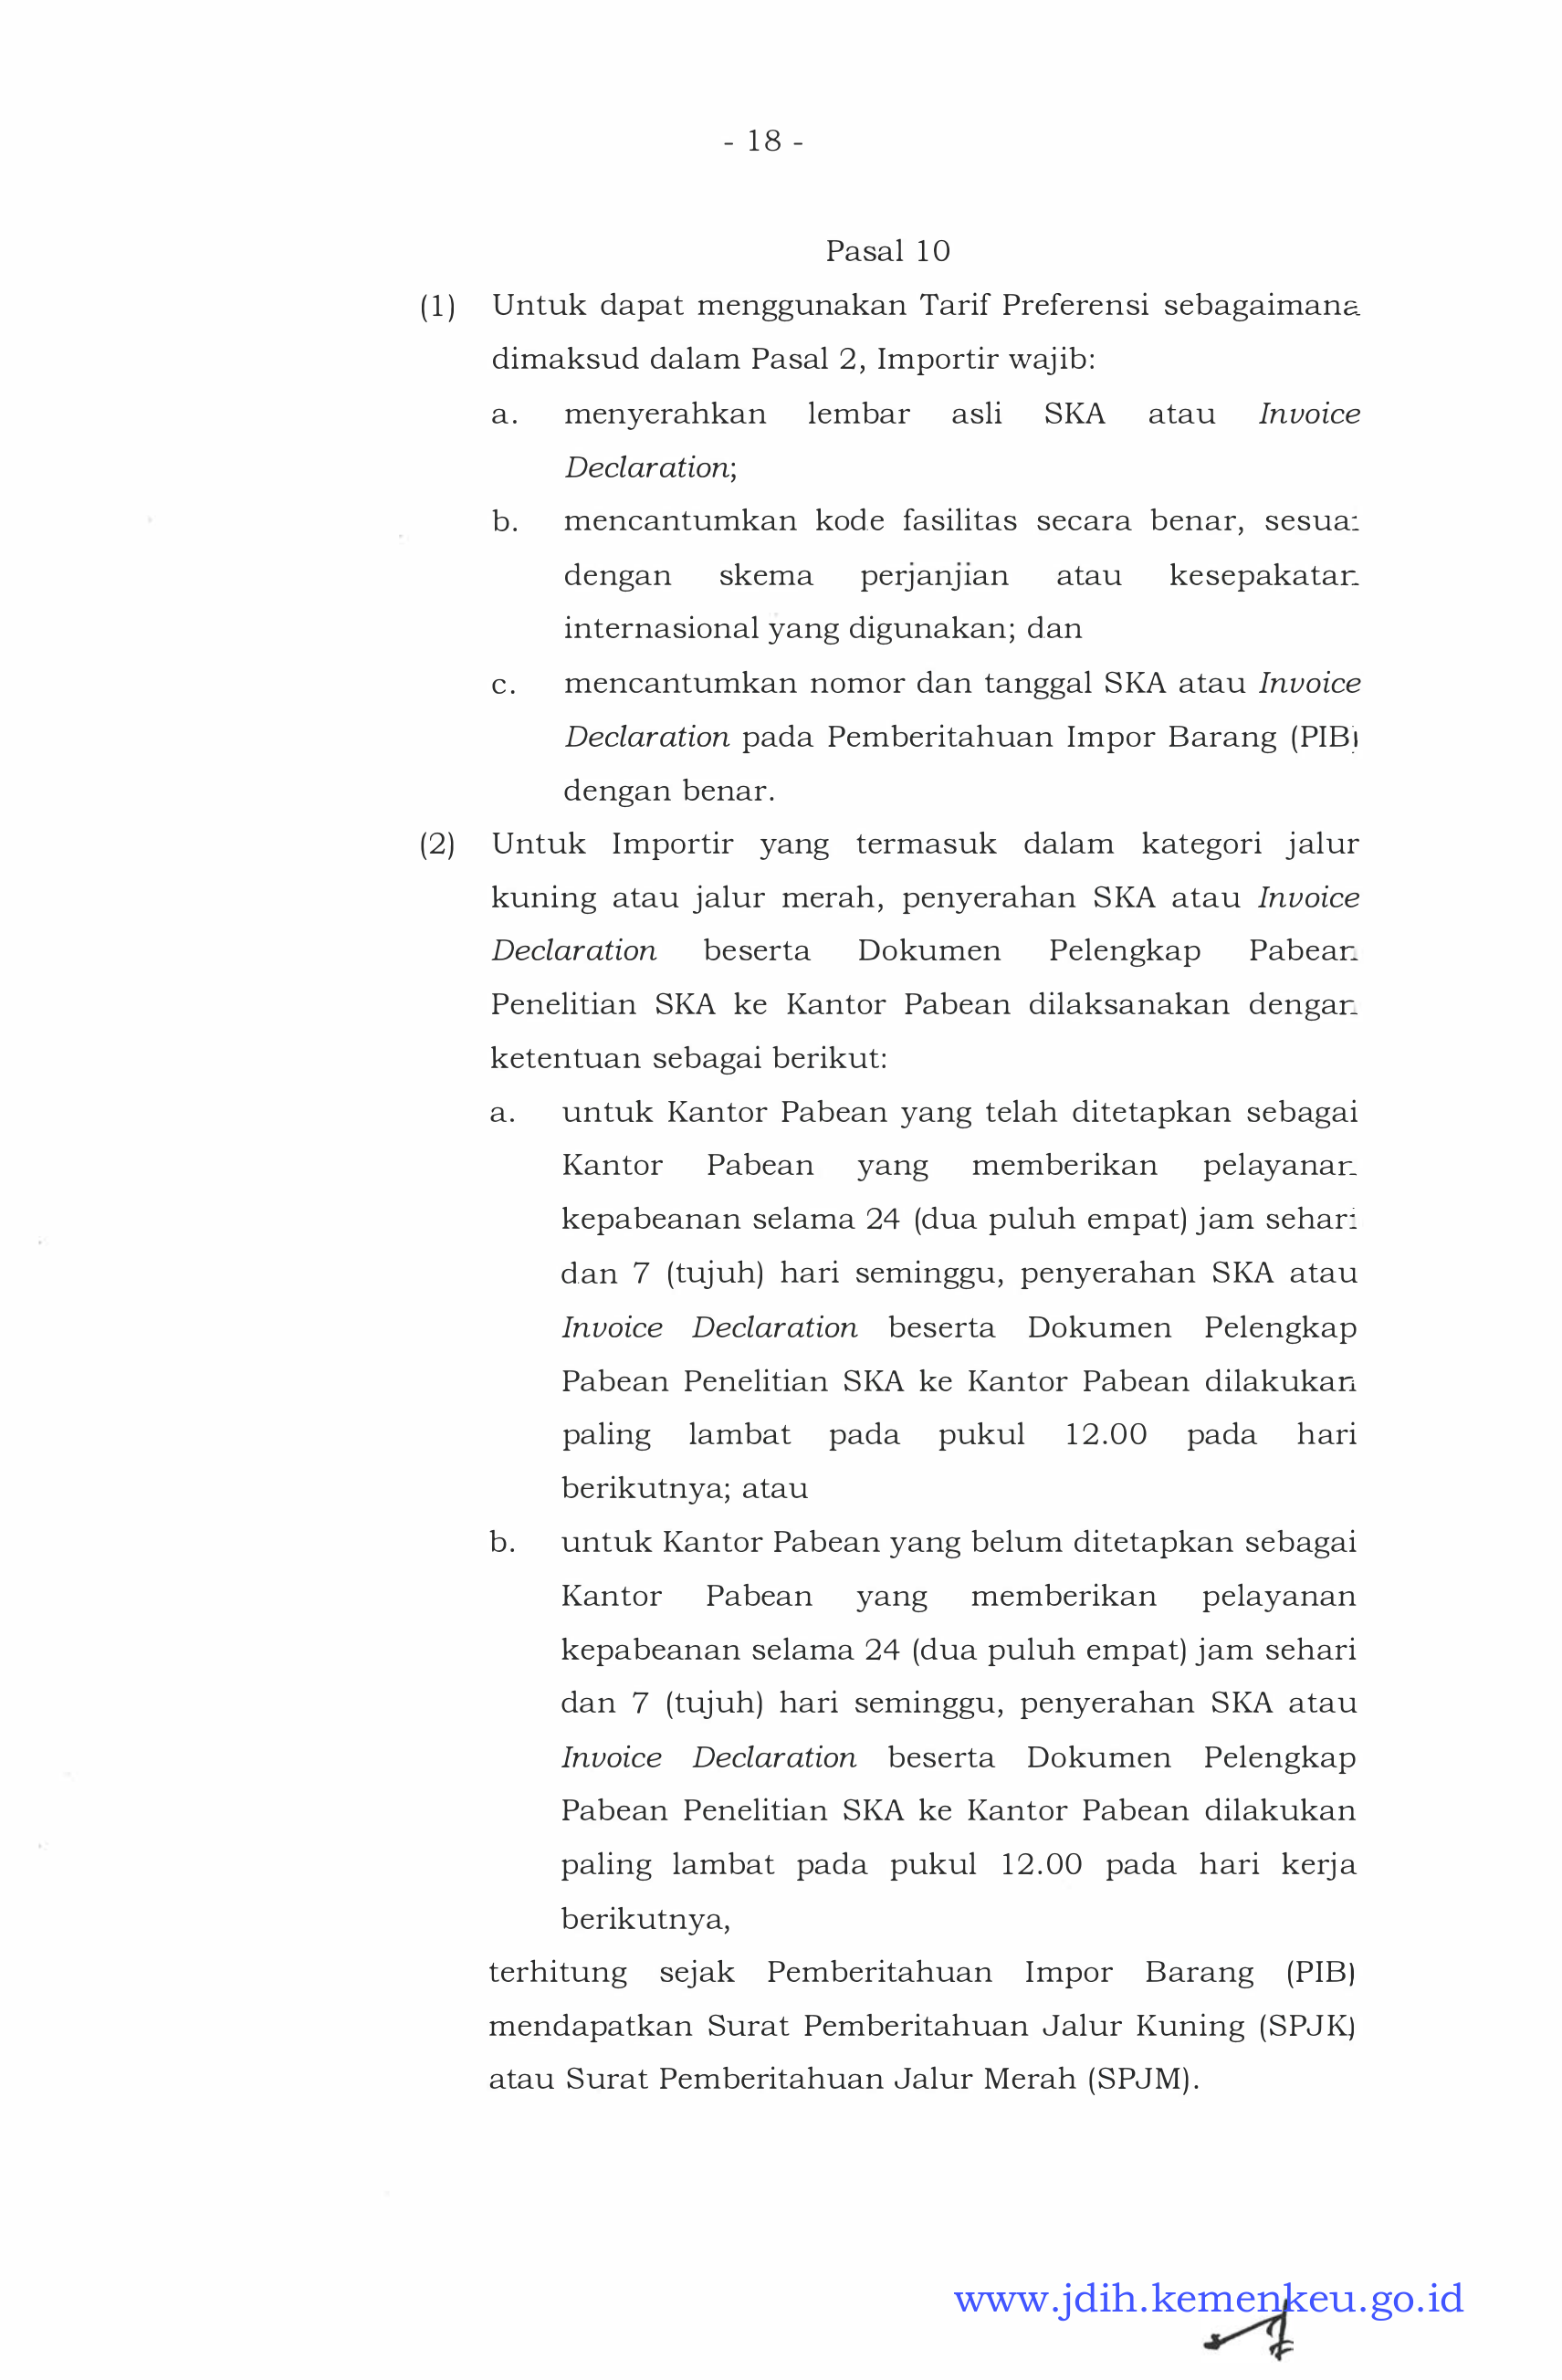 - 18 -
Pasal 10
(1) Untuk dapat menggunakan Tarif Preferensi sebagaimana
dimaksud dalam Pasal 2, Importir wajib:
a. menyerahkan lembar asli SKA atau Invoice
Declaration;
b. mencantumkan kode fasilitas secara benar, sesuai
dengan skema perjanjian atau kesepakatan
internasional yang digunakan; dan
c. mencantumkan nomor dan tanggal SKA atau Invoice
Declaration pada Pemberitahuan Impor Barang (PIB)
dengan benar.
(2) Untuk Importir yang termasuk dalam kategori jalur
kuning atau jalur merah, penyerahan SKA atau Invoice
Declaration beserta Dokumen Pelengkap Pabean
Penelitian SKA ke Kantor Pabean dilaksanakan dengan
ketentuan sebagai berikut:
a. untuk Kantor Pabean yang telah ditetapkan sebagai
Kantor Pabean yang memberikan pelayanan
kepabeanan selama 24 (dua puluh empat) jam sehari
dan 7 (tujuh) hari seminggu, penyerahan SKA atau
Invoice Declaration beserta Dokumen Pelengkap
Pabean Penelitian SKA ke Kantor Pabean dilakukan
paling lambat pada pukul 12.00 pada hari
berikutnya; atau
b. untuk Kantor Pabean yang belum ditetapkan sebagai
Kantor Pabean yang memberikan pelayanan
kepabeanan selama 24 (dua puluh empat) jam sehari
dan 7 (tujuh) hari seminggu, penyerahan SKA atau
Invoice Declaration beserta Dokumen Pelengkap
Pabean Penelitian SKA ke Kantor Pabean dilakukan
paling lambat pada pukul 12.00 pada hari kerja
berikutnya,
terhitung sejak Pemberitahuan Impor Barang (PIB)
mendapatkan Surat Pemberitahuan Jalur Kuning (SPJK)
atau Surat Pemberitahuan Jalur Merah (SPJM).
www.jdih.kemenkeu.go.id